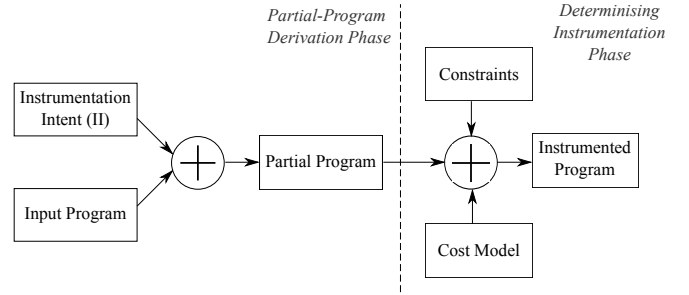 Partial-Program
Derivation Phase
Determinising
Instrumentation
Phase
Constraints
Instrumentation
Intent (II)
Partial Program
Instrumented
Program
Input Program
Cost Model